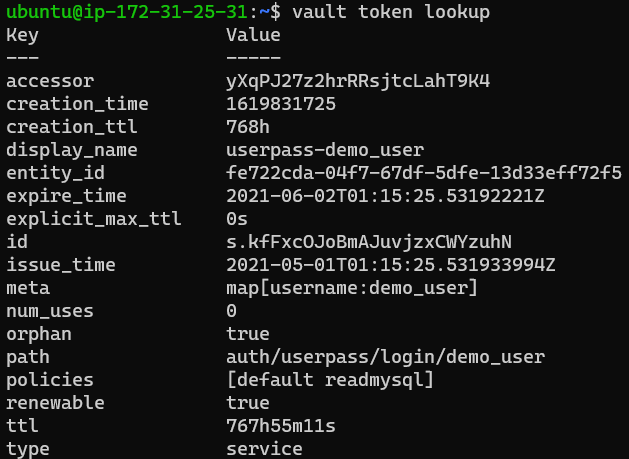 ubuntu@ip-172-31-25-31:~$ vault token lookup
Key Value
--- -----
accessor yXqPJ27z2hrRRsjtcLahT9K4
creation_time 1619831725
creation_ttl 768h
display_name userpass-demo_user
entity_id fe722cda-04f7-67df-5dfe-13d33eff72f5
expire_time 2021-06-02T01:15:25.53192221Z
explicit_max_ttl 0s
id s.kfFxcOJoBmAJuvjzxCWYzuhN
issue_time 2021-05-01T01:15:25.531933994Z
meta map[username:demo_user]
num_uses 0
orphan true
path auth/userpass/login/demo_user
policies [default readmysql]
renewable true
ttl 767h55m11s
type service